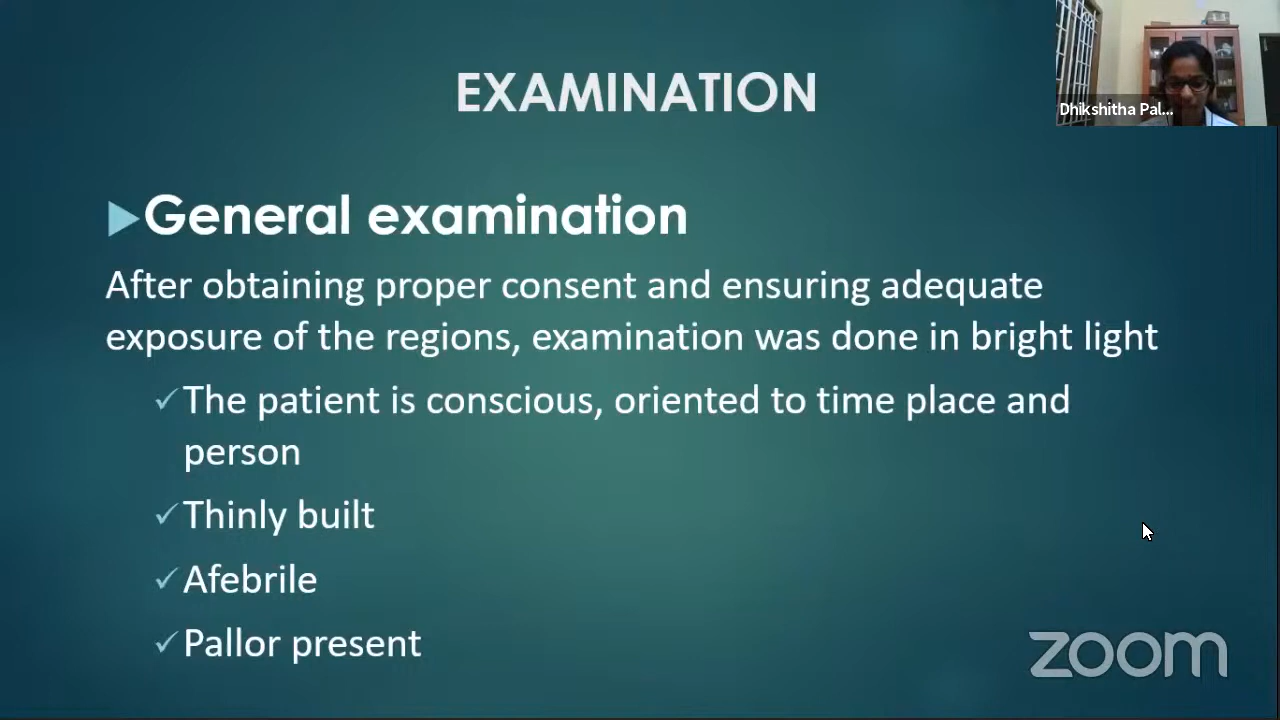 EXAMINATION
Dhikshitha Pal...
General examination
After obtaining proper consent and ensuring adequate
exposure of the regions, examination was done in bright light
The patient is conscious, oriented to time place and
person
Thinly built
Afebrile
Pallor present
zoom